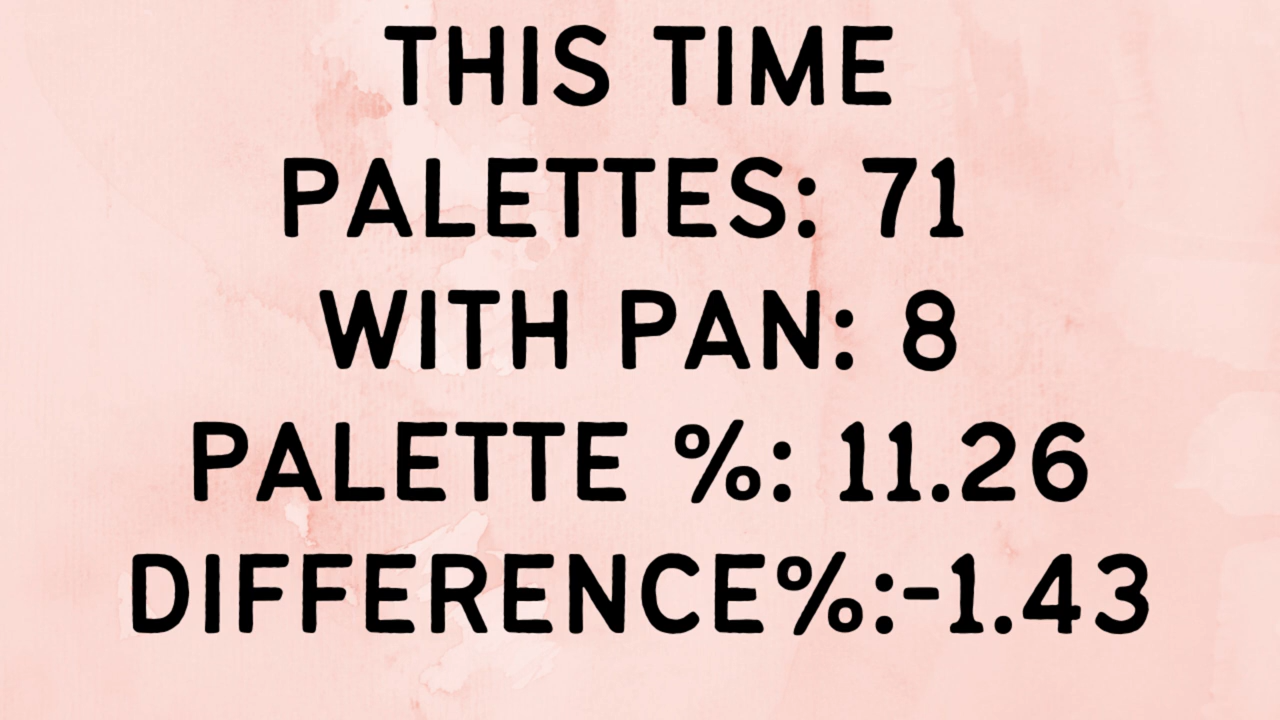 THIS TIME
PALETTES: 71
WITH PAN: 8
PALETTE %: 11.26
DIFFERENCE%:-1.43